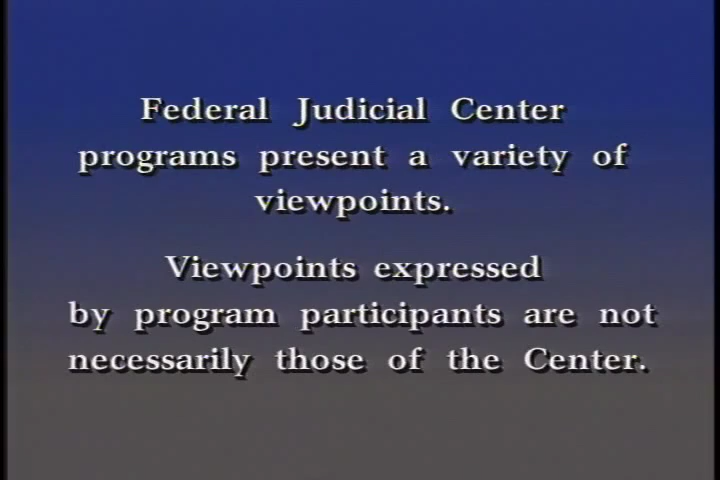 Federal Judicial Center
programs present a variety of
viewpoints.
Viewpoints expressed
by program participants are not
necessarily those of the Center.